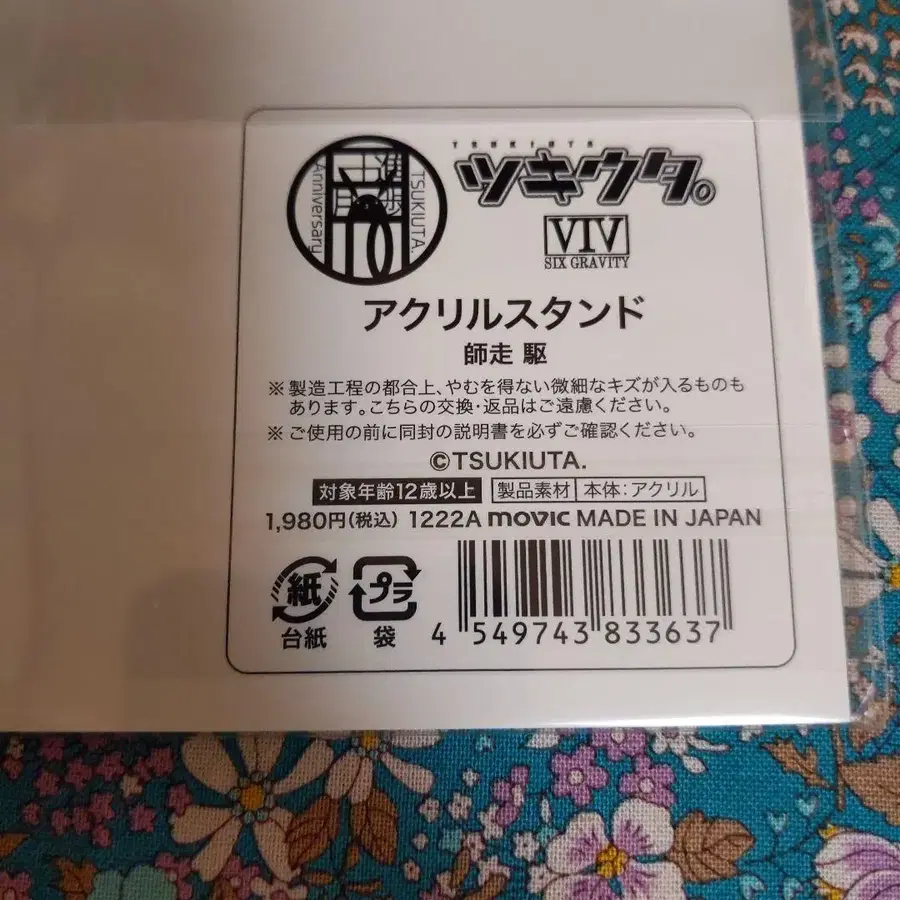 TSUKIUTA.
Anniversary
TSUKIUTA
ツキウタ。
VIV
SIX GRAVITY
アクリルスタンド
師走 駆
※ 製造工程の都合上、やむを得ない微細なキズが入るものも
あります。こちらの交換・返品はご遠慮ください。
※ ご使用の前に同封の説明書を必ずご確認ください。
©TSUKIUTA.
対象年齢12歳以上 製品素材 本体:アクリル
1,980円(税込) 1222A movic MADE IN JAPAN
紙 プラ
台紙 袋
4 549743 833637